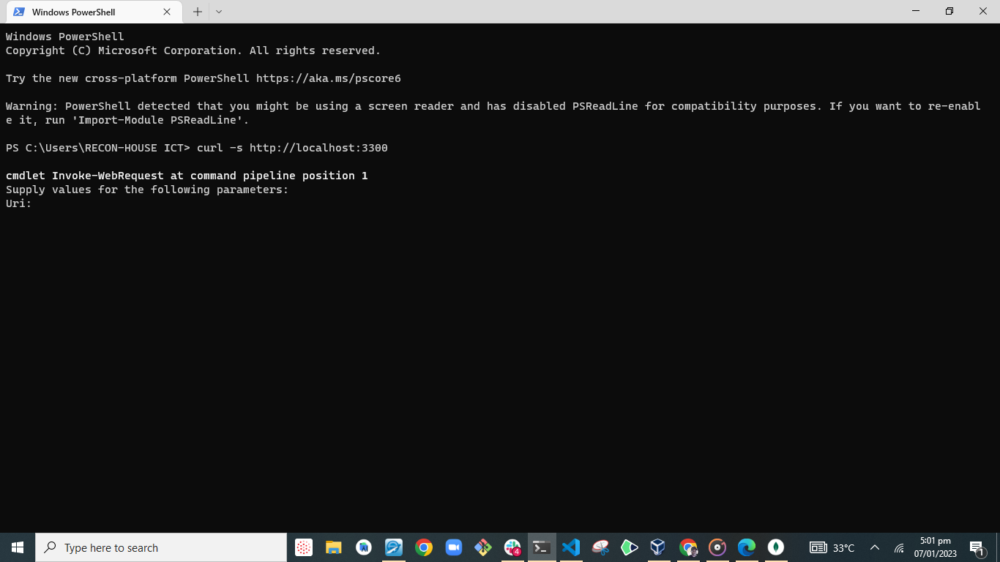 Windows PowerShell
Windows PowerShell
Copyright (C) Microsoft Corporation. All rights reserved.
Try the new cross-platform PowerShell https://aka.ms/pscore6
Warning: PowerShell detected that you might be using a screen reader and has disabled PSReadLine for compatibility purposes. If you want to re-enabl
e it, run 'Import-Module PSReadLine'.
PS C:\Users\RECON-HOUSE ICT> curl -s http://localhost:3300
cmdlet Invoke-WebRequest at command pipeline position 1
Supply values for the following parameters:
Uri:
Type here to search
4
33°C
5:01 pm
07/01/2023
1